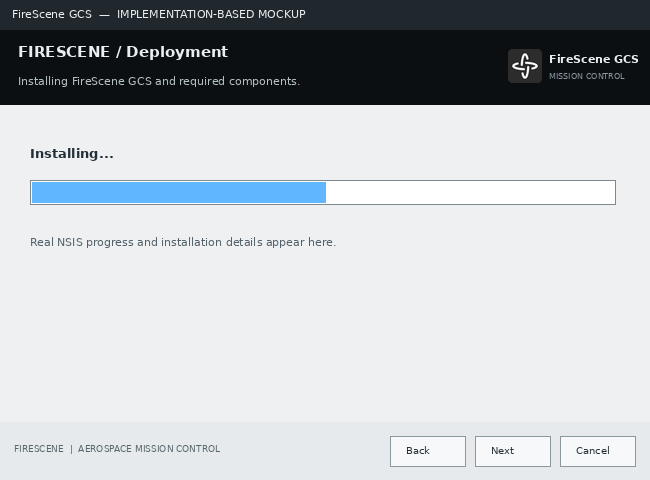 FireScene GCS — IMPLEMENTATION-BASED MOCKUP
FIRESCENE / Deployment
Installing FireScene GCS and required components.
FireScene GCS
MISSION CONTROL
Installing...
Real NSIS progress and installation details appear here.
FIRESCENE | AEROSPACE MISSION CONTROL
Back
Next
Cancel